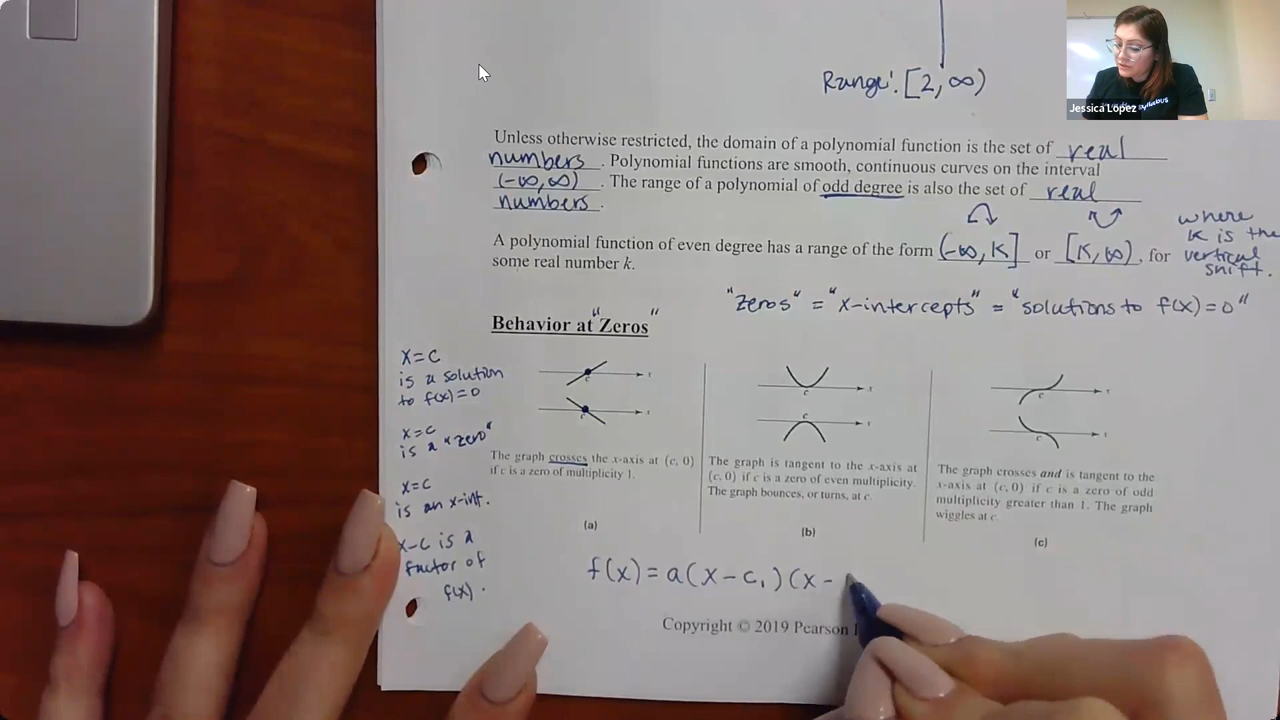 Range: [2, ∞)
Jessica Lopez
Unless otherwise restricted, the domain of a polynomial function is the set of real
numbers. Polynomial functions are smooth, continuous curves on the interval
(-∞, ∞). The range of a polynomial of odd degree is also the set of real
numbers.
A polynomial function of even degree has a range of the form (-∞, K] or [K, ∞), for
some real number k.
where
K is the
vertical
shift.
"Zeros" = "x-intercepts" = "solutions to f(x)=0"
Behavior at "Zeros"
x=c
is a solution
to f(x)=0
x=c
is a "zero"
x=c
is an x-int.
x-c is a
factor of
f(x).
c x
c x
The graph crosses the x-axis at (c, 0)
if c is a zero of multiplicity 1.
(a)
c x
c x
The graph is tangent to the x-axis at
(c, 0) if c is a zero of even multiplicity.
The graph bounces, or turns, at c.
(b)
c x
c x
The graph crosses and is tangent to the
x-axis at (c, 0) if c is a zero of odd
multiplicity greater than 1. The graph
wiggles at c.
(c)
f(x) = a(x - c₁)(x -
Copyright © 2019 Pearson